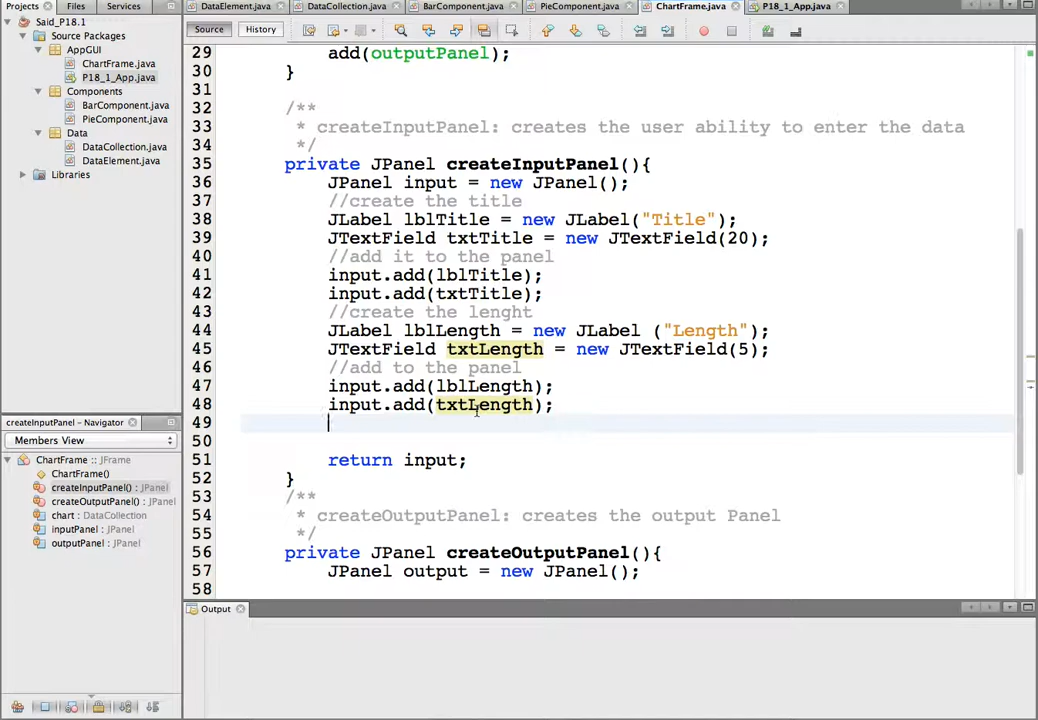 Projects Files Services
DataElement.java DataCollection.java BarComponent.java PieComponent.java ChartFrame.java P18_1_App.java
Said_P18.1
Source Packages
AppGUI
ChartFrame.java
P18_1_App.java
Components
BarComponent.java
PieComponent.java
Data
DataCollection.java
DataElement.java
Libraries
Source History
29 add(outputPanel);
30 }
31
32 /**
33 * createInputPanel: creates the user ability to enter the data
34 */
35 private JPanel createInputPanel(){
36 JPanel input = new JPanel();
37 //create the title
38 JLabel lblTitle = new JLabel("Title");
39 JTextField txtTitle = new JTextField(20);
40 //add it to the panel
41 input.add(lblTitle);
42 input.add(txtTitle);
43 //create the lenght
44 JLabel lblLength = new JLabel ("Length");
45 JTextField txtLength = new JTextField(5);
46 //add to the panel
47 input.add(lblLength);
48 input.add(txtLength);
49
50
51 return input;
52 }
53 /**
54 * createOutputPanel: creates the output Panel
55 */
56 private JPanel createOutputPanel(){
57 JPanel output = new JPanel();
58
createInputPanel - Navigator
Members View
ChartFrame :: JFrame
ChartFrame()
createInputPanel() : JPanel
createOutputPanel() : JPanel
chart : DataCollection
inputPanel : JPanel
outputPanel : JPanel
Output